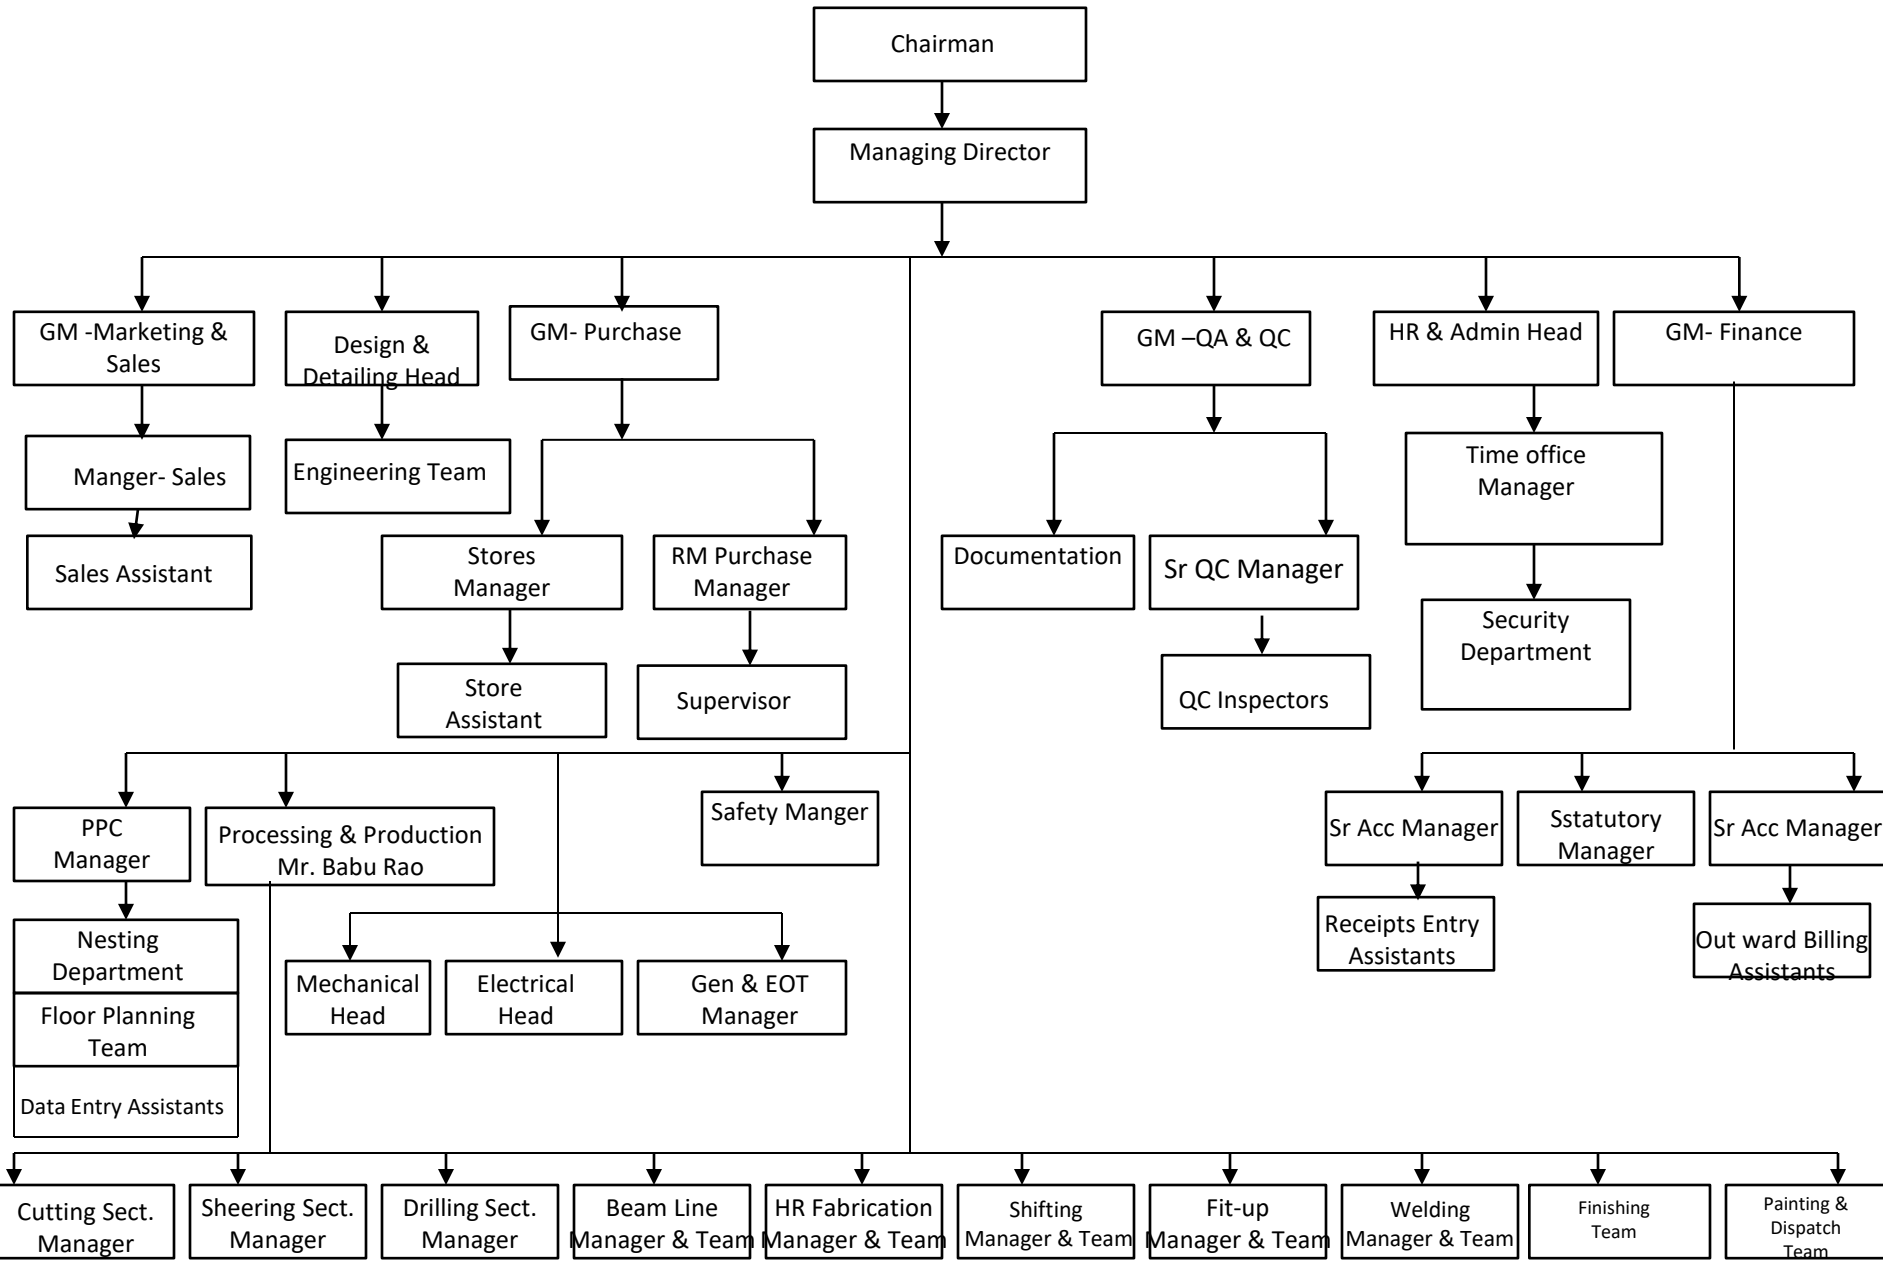 Chairman
Managing Director
GM -Marketing &
Sales
Design &
Detailing Head
GM- Purchase
GM –QA & QC
HR & Admin Head
GM- Finance
Manger- Sales
Engineering Team
Time office
Manager
Sales Assistant
Stores
Manager
RM Purchase
Manager
Documentation
Sr QC Manager
Security
Department
Store
Assistant
Supervisor
QC Inspectors
PPC
Manager
Processing & Production
Mr. Babu Rao
Safety Manger
Sr Acc Manager
Sstatutory
Manager
Sr Acc Manager
Nesting
Department
Floor Planning
Team
Data Entry Assistants
Mechanical
Head
Electrical
Head
Gen & EOT
Manager
Receipts Entry
Assistants
Out ward Billing
Assistants
Cutting Sect.
Manager
Sheering Sect.
Manager
Drilling Sect.
Manager
Beam Line
Manager & Team
HR Fabrication
Manager & Team
Shifting
Manager & Team
Fit-up
Manager & Team
Welding
Manager & Team
Finishing
Team
Painting &
Dispatch
Team